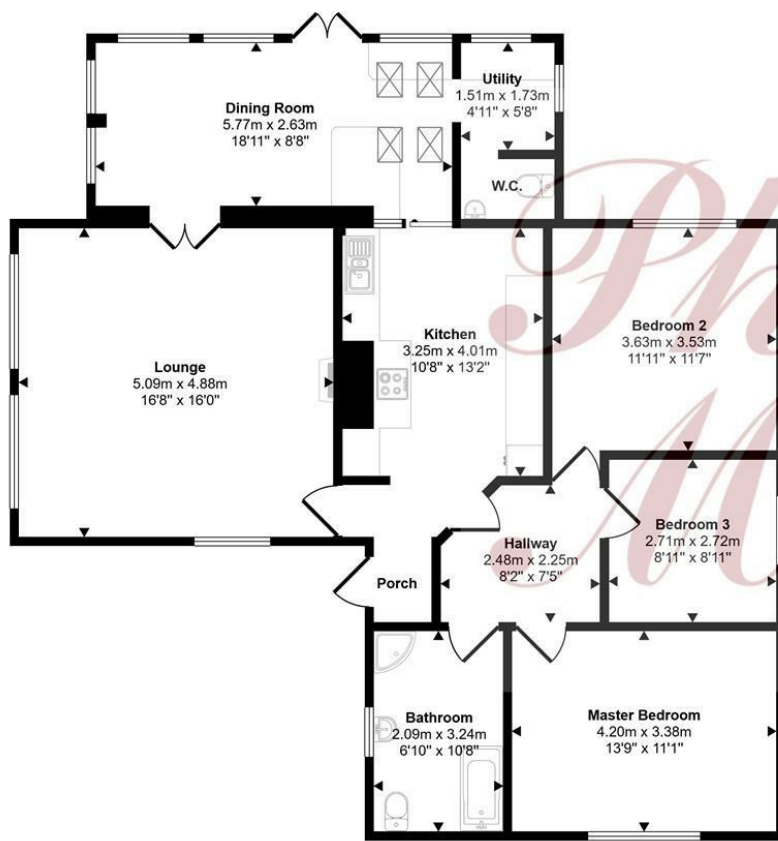 Utility
1.51m x 1.73m
4'11" x 5'8"
Dining Room
5.77m x 2.63m
18'11" x 8'8"
W.C.
Kitchen
3.25m x 4.01m
10'8" x 13'2"
Bedroom 2
3.63m x 3.53m
11'11" x 11'7"
Lounge
5.09m x 4.88m
16'8" x 16'0"
Bedroom 3
2.71m x 2.72m
8'11" x 8'11"
Hallway
2.48m x 2.25m
8'2" x 7'5"
Porch
Bathroom
2.09m x 3.24m
6'10" x 10'8"
Master Bedroom
4.20m x 3.38m
13'9" x 11'1"
Ph
M